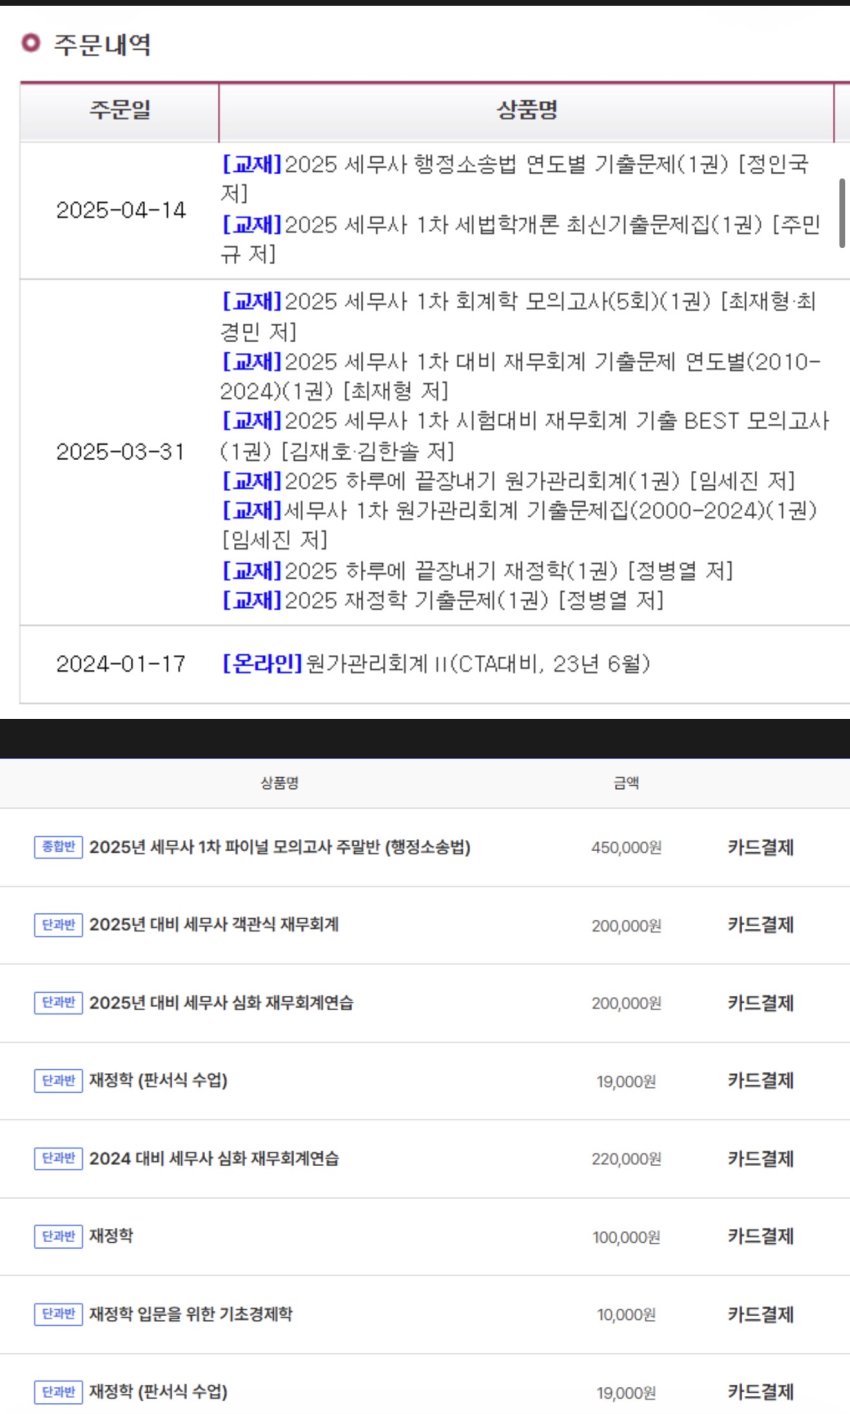 주문내역
주문일 상품명
2025-04-14
[교재]2025 세무사 행정소송법 연도별 기출문제(1권) [정인국
저]
[교재]2025 세무사 1차 세법학개론 최신기출문제집(1권) [주민
규 저]
2025-03-31
[교재]2025 세무사 1차 회계학 모의고사(5회)(1권) [최재형·최
경민 저]
[교재]2025 세무사 1차 대비 재무회계 기출문제 연도별(2010-
2024)(1권) [최재형 저]
[교재]2025 세무사 1차 시험대비 재무회계 기출 BEST 모의고사
(1권) [김재호·김한솔 저]
[교재]2025 하루에 끝장내기 원가관리회계(1권) [임세진 저]
[교재]세무사 1차 원가관리회계 기출문제집(2000-2024)(1권)
[임세진 저]
[교재]2025 하루에 끝장내기 재정학(1권) [정병열 저]
[교재]2025 재정학 기출문제(1권) [정병열 저]
2024-01-17 [온라인]원가관리회계 II(CTA대비, 23년 6월)
상품명 금액
종합반 2025년 세무사 1차 파이널 모의고사 주말반 (행정소송법) 450,000원 카드결제
단과반 2025년 대비 세무사 객관식 재무회계 200,000원 카드결제
단과반 2025년 대비 세무사 심화 재무회계연습 200,000원 카드결제
단과반 재정학 (판서식 수업) 19,000원 카드결제
단과반 2024 대비 세무사 심화 재무회계연습 220,000원 카드결제
단과반 재정학 100,000원 카드결제
단과반 재정학 입문을 위한 기초경제학 10,000원 카드결제
단과반 재정학 (판서식 수업) 19,000원 카드결제